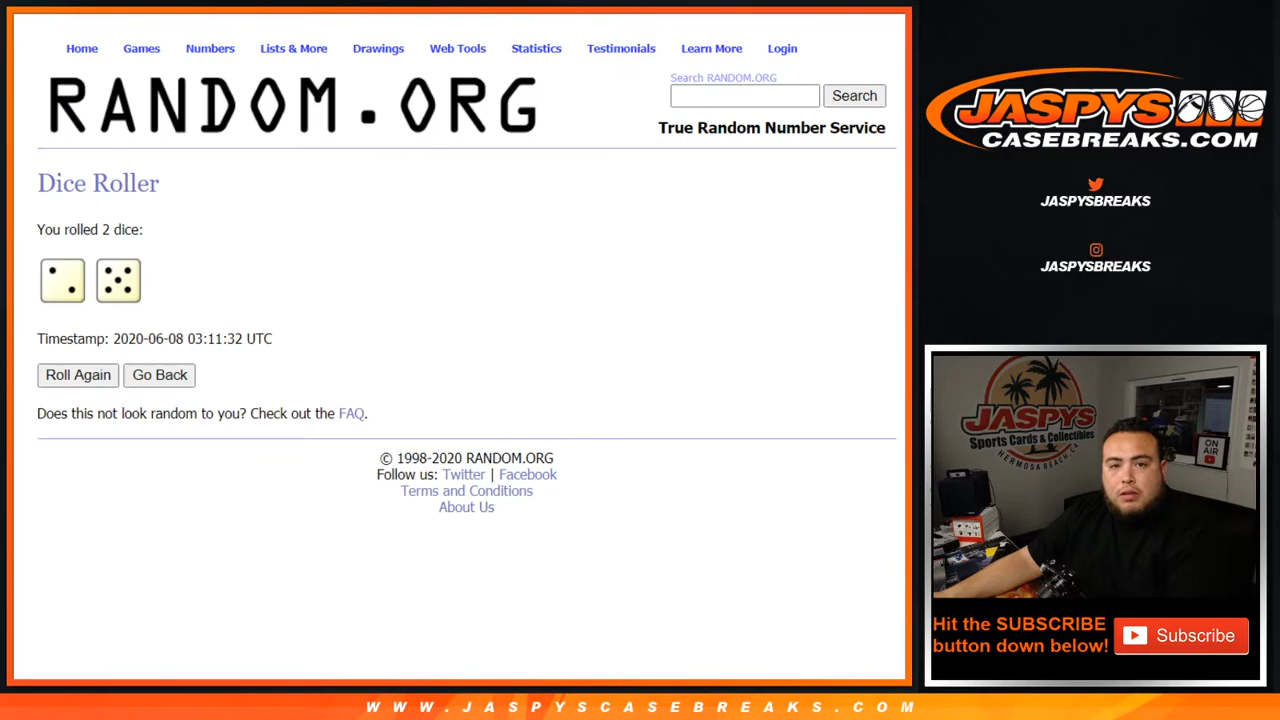 Home Games Numbers Lists & More Drawings Web Tools Statistics Testimonials Learn More Login
RANDOM.ORG
Search RANDOM.ORG
Search
True Random Number Service
Dice Roller
You rolled 2 dice:
Timestamp: 2020-06-08 03:11:32 UTC
Roll Again Go Back
Does this not look random to you? Check out the FAQ.
© 1998-2020 RANDOM.ORG
Follow us: Twitter | Facebook
Terms and Conditions
About Us
JASPYS
CASEBREAKS.COM
JASPYSBREAKS
JASPYSBREAKS
JASPYS
Sports Cards & Collectibles
HERMOSA BEACH, CA
ON AIR
Hit the SUBSCRIBE
button down below!
Subscribe
WWW.JASPYSCASEBREAKS.COM